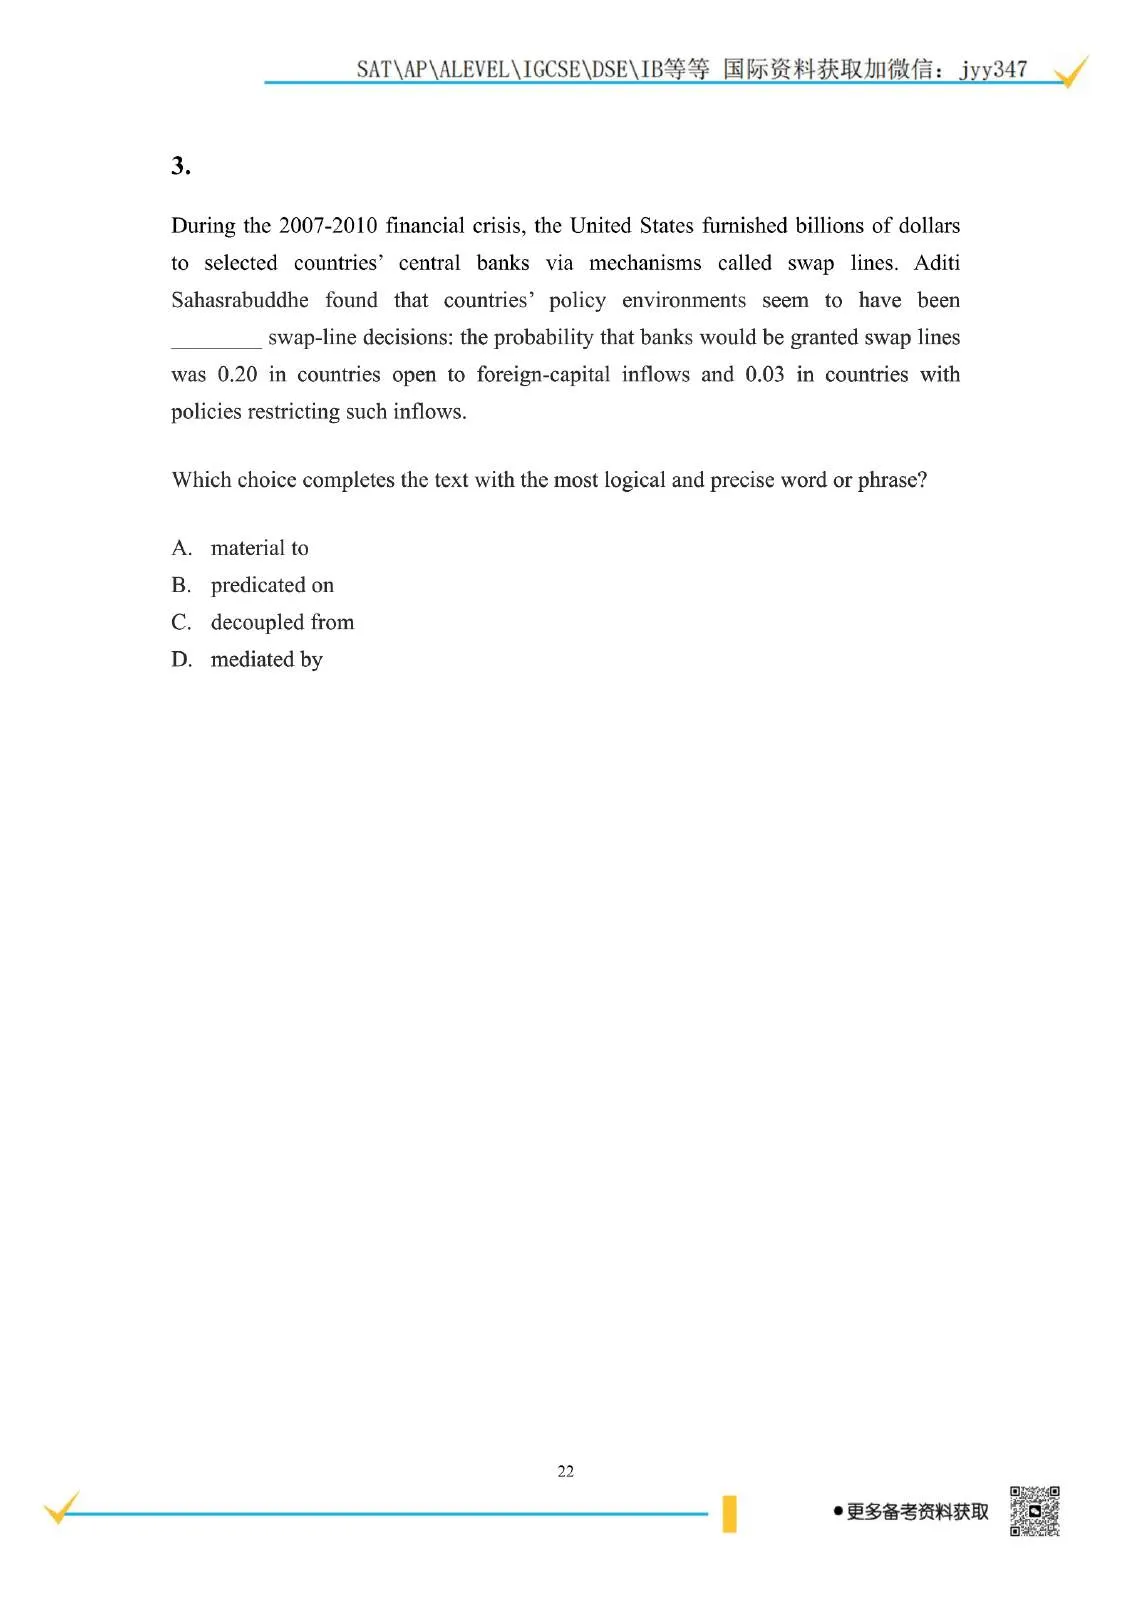 SAT\AP\ALEVEL\IGCSE\DSE\IB等等 国际资料获取加微信：jyy347
3.
During the 2007-2010 financial crisis, the United States furnished billions of dollars
to selected countries’ central banks via mechanisms called swap lines. Aditi
Sahasrabuddhe found that countries’ policy environments seem to have been
________ swap-line decisions: the probability that banks would be granted swap lines
was 0.20 in countries open to foreign-capital inflows and 0.03 in countries with
policies restricting such inflows.
Which choice completes the text with the most logical and precise word or phrase?
A. material to
B. predicated on
C. decoupled from
D. mediated by
22
●更多备考资料获取